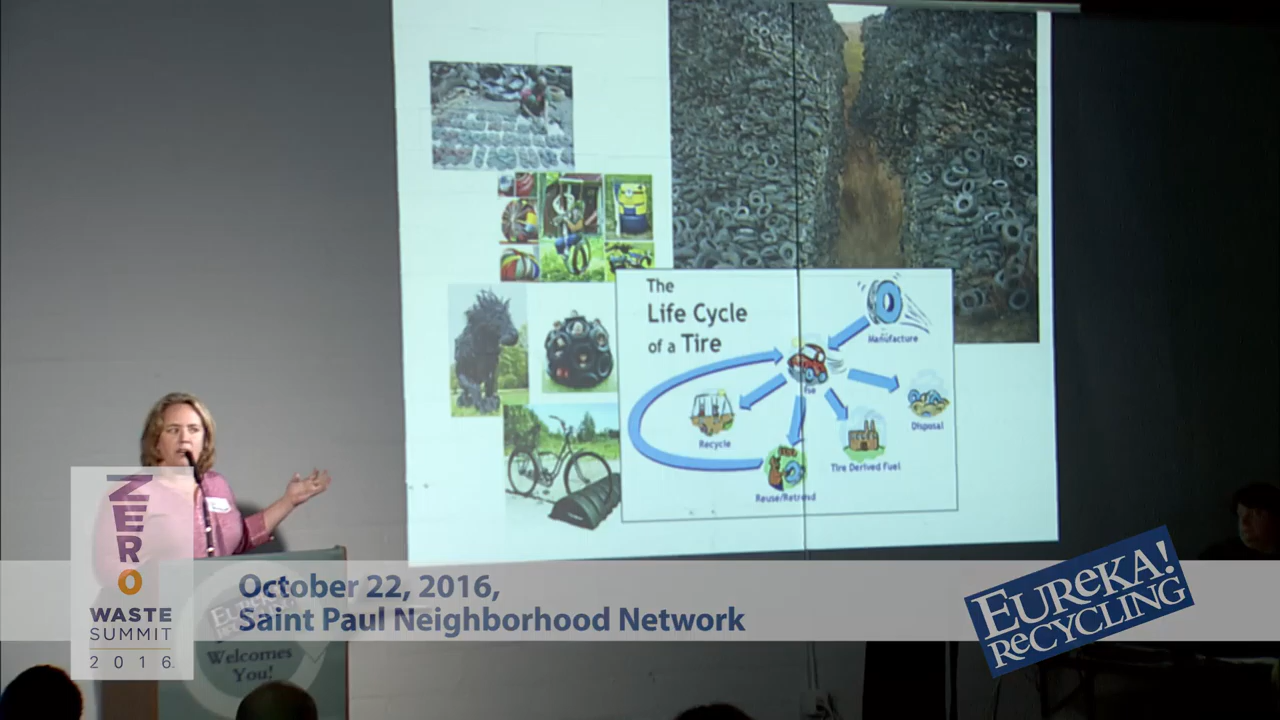 The
Life Cycle
of a Tire
Manufacture
Use
Recycle
Disposal
Tire Derived Fuel
Reuse/Retread
ZERO
WASTE
SUMMIT
2016
October 22, 2016,
Saint Paul Neighborhood Network
EUREKA!
RECYCLING
Welcomes
You!